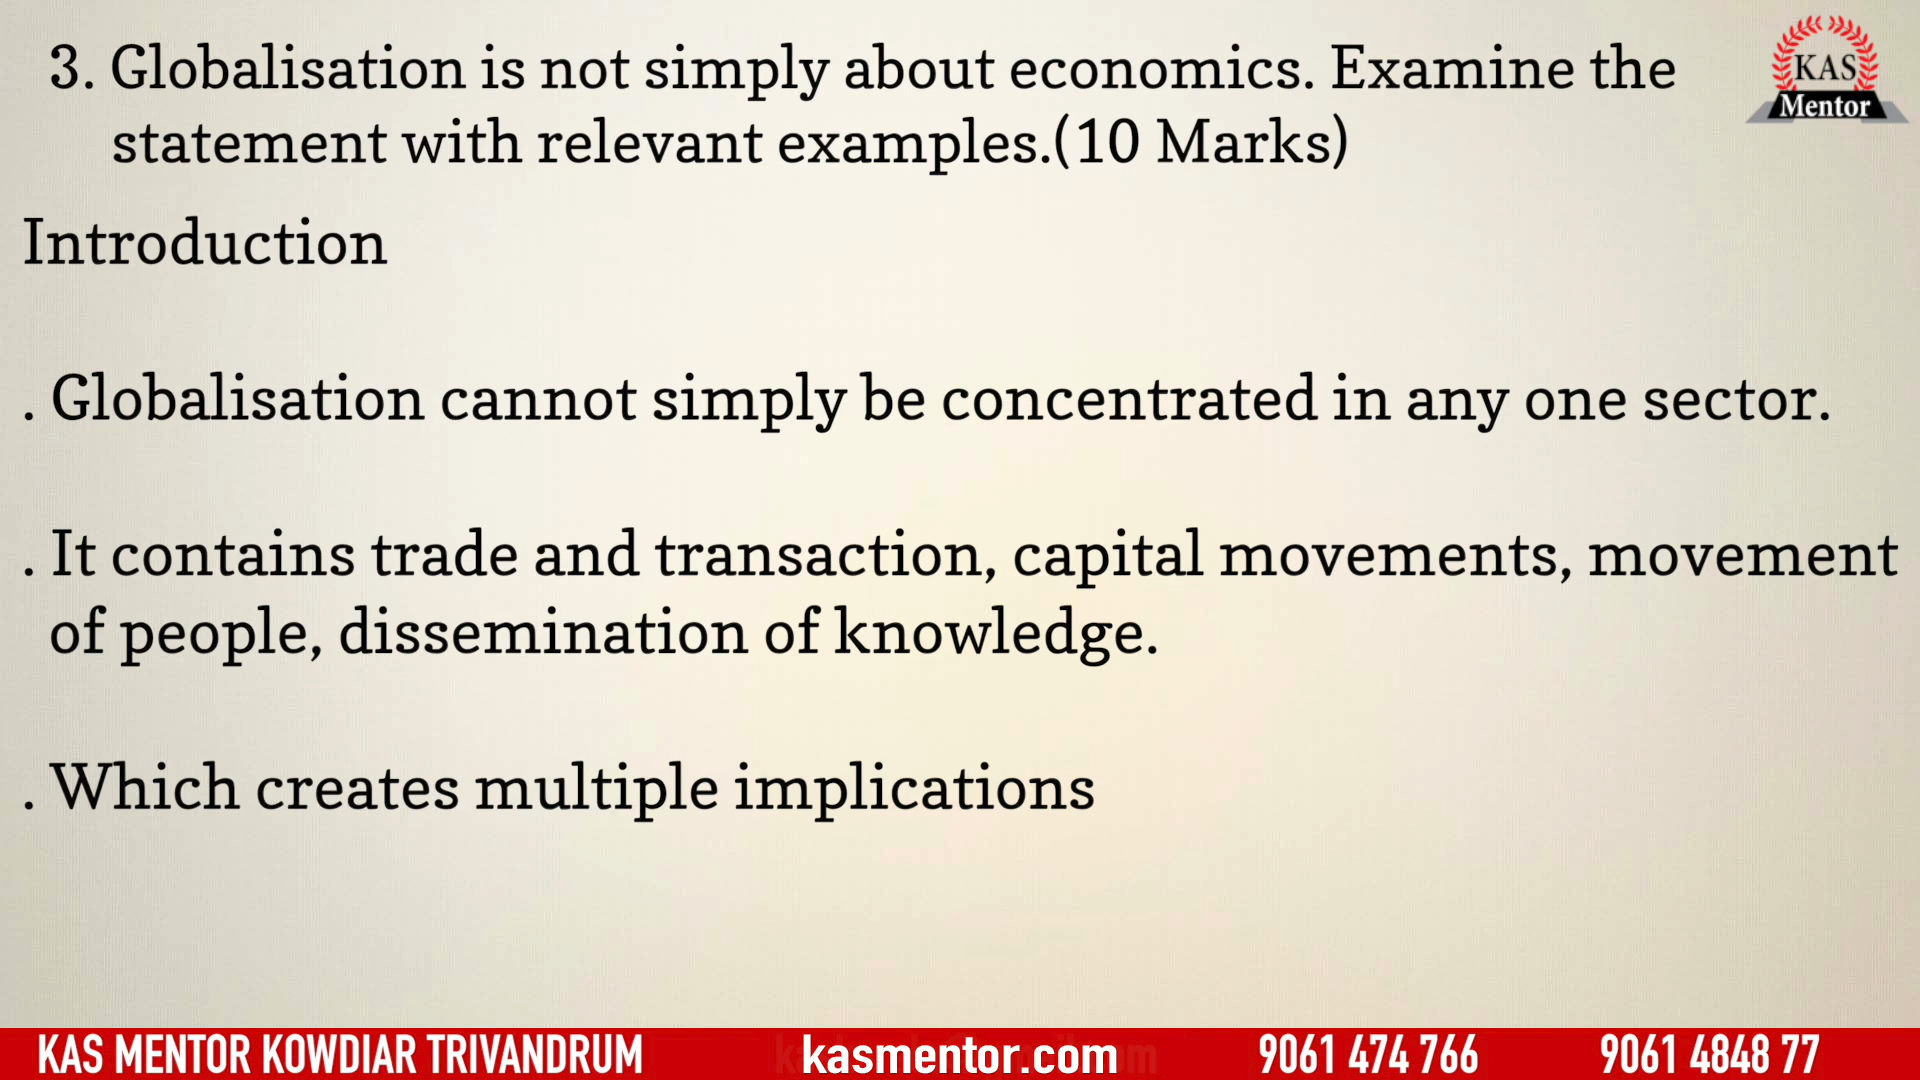 3. Globalisation is not simply about economics. Examine the
statement with relevant examples.(10 Marks)
KAS
Mentor
Introduction
. Globalisation cannot simply be concentrated in any one sector.
. It contains trade and transaction, capital movements, movement
of people, dissemination of knowledge.
. Which creates multiple implications
KAS MENTOR KOWDIAR TRIVANDRUM kasmentor.com 9061 474 766 9061 4848 77